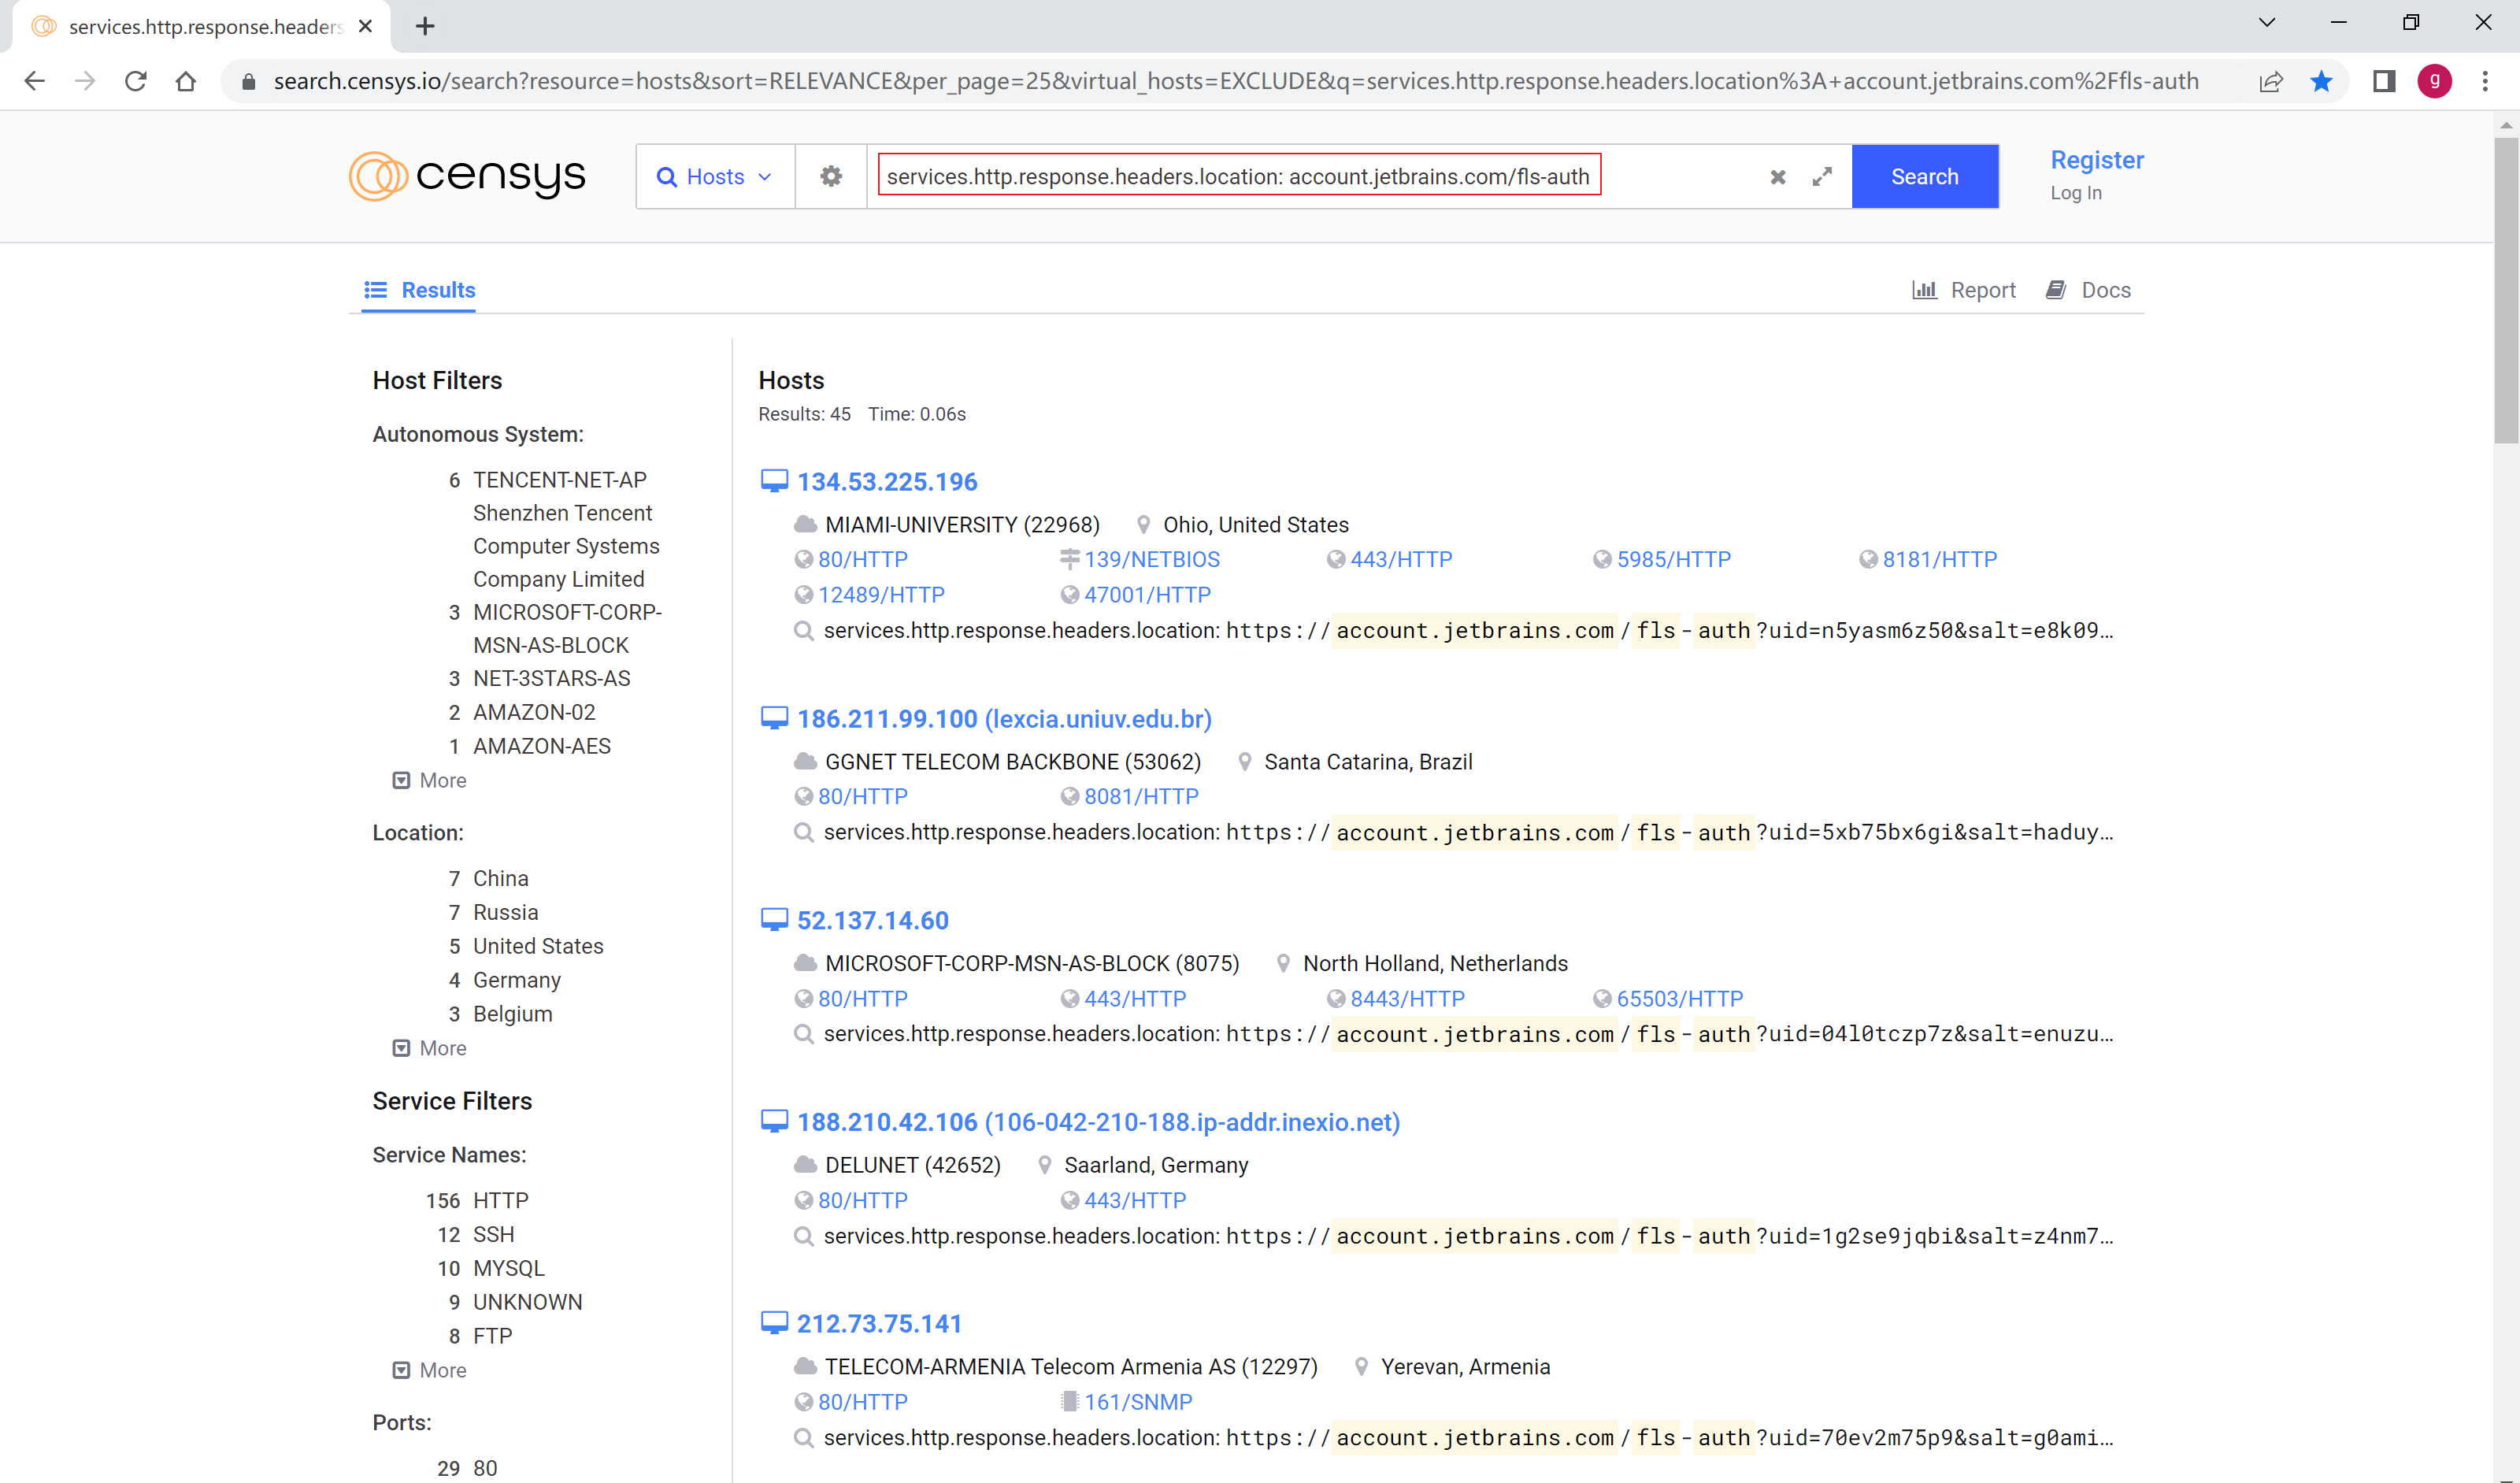 services.http.response.headers
search.censys.io/search?resource=hosts&sort=RELEVANCE&per_page=25&virtual_hosts=EXCLUDE&q=services.http.response.headers.location%3A+account.jetbrains.com%2Ffls-auth
g
censys
Hosts
services.http.response.headers.location: account.jetbrains.com/fls-auth
Search
Register
Log In
Results
Report
Docs
Host Filters
Autonomous System:
6 TENCENT-NET-AP
Shenzhen Tencent
Computer Systems
Company Limited
3 MICROSOFT-CORP-
MSN-AS-BLOCK
3 NET-3STARS-AS
2 AMAZON-02
1 AMAZON-AES
More
Location:
7 China
7 Russia
5 United States
4 Germany
3 Belgium
More
Service Filters
Service Names:
156 HTTP
12 SSH
10 MYSQL
9 UNKNOWN
8 FTP
More
Ports:
29 80
Hosts
Results: 45 Time: 0.06s
134.53.225.196
MIAMI-UNIVERSITY (22968) Ohio, United States
80/HTTP 139/NETBIOS 443/HTTP 5985/HTTP 8181/HTTP
12489/HTTP 47001/HTTP
services.http.response.headers.location: https://account.jetbrains.com/fls-auth?uid=n5yasm6z50&salt=e8k09…
186.211.99.100 (lexcia.uniuv.edu.br)
GGNET TELECOM BACKBONE (53062) Santa Catarina, Brazil
80/HTTP 8081/HTTP
services.http.response.headers.location: https://account.jetbrains.com/fls-auth?uid=5xb75bx6gi&salt=haduy…
52.137.14.60
MICROSOFT-CORP-MSN-AS-BLOCK (8075) North Holland, Netherlands
80/HTTP 443/HTTP 8443/HTTP 65503/HTTP
services.http.response.headers.location: https://account.jetbrains.com/fls-auth?uid=04l0tczp7z&salt=enuzu…
188.210.42.106 (106-042-210-188.ip-addr.inexio.net)
DELUNET (42652) Saarland, Germany
80/HTTP 443/HTTP
services.http.response.headers.location: https://account.jetbrains.com/fls-auth?uid=1g2se9jqbi&salt=z4nm7…
212.73.75.141
TELECOM-ARMENIA Telecom Armenia AS (12297) Yerevan, Armenia
80/HTTP 161/SNMP
services.http.response.headers.location: https://account.jetbrains.com/fls-auth?uid=70ev2m75p9&salt=g0ami…